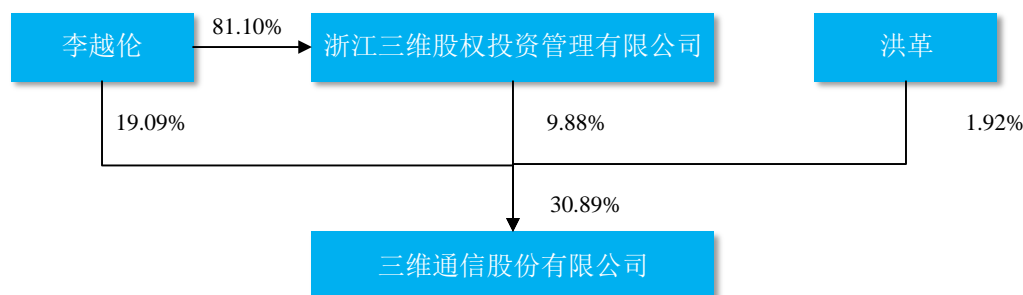 81.10%
李越伦
浙江三维股权投资管理有限公司
洪革
19.09%
9.88%
1.92%
30.89%
三维通信股份有限公司